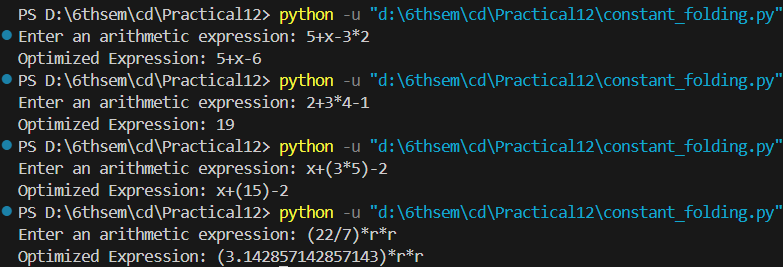 PS D:\6thsem\cd\Practical12> python -u "d:\6thsem\cd\Practical12\constant_folding.py"
Enter an arithmetic expression: 5+x-3*2
Optimized Expression: 5+x-6
PS D:\6thsem\cd\Practical12> python -u "d:\6thsem\cd\Practical12\constant_folding.py"
Enter an arithmetic expression: 2+3*4-1
Optimized Expression: 19
PS D:\6thsem\cd\Practical12> python -u "d:\6thsem\cd\Practical12\constant_folding.py"
Enter an arithmetic expression: x+(3*5)-2
Optimized Expression: x+(15)-2
PS D:\6thsem\cd\Practical12> python -u "d:\6thsem\cd\Practical12\constant_folding.py"
Enter an arithmetic expression: (22/7)*r*r
Optimized Expression: (3.142857142857143)*r*r